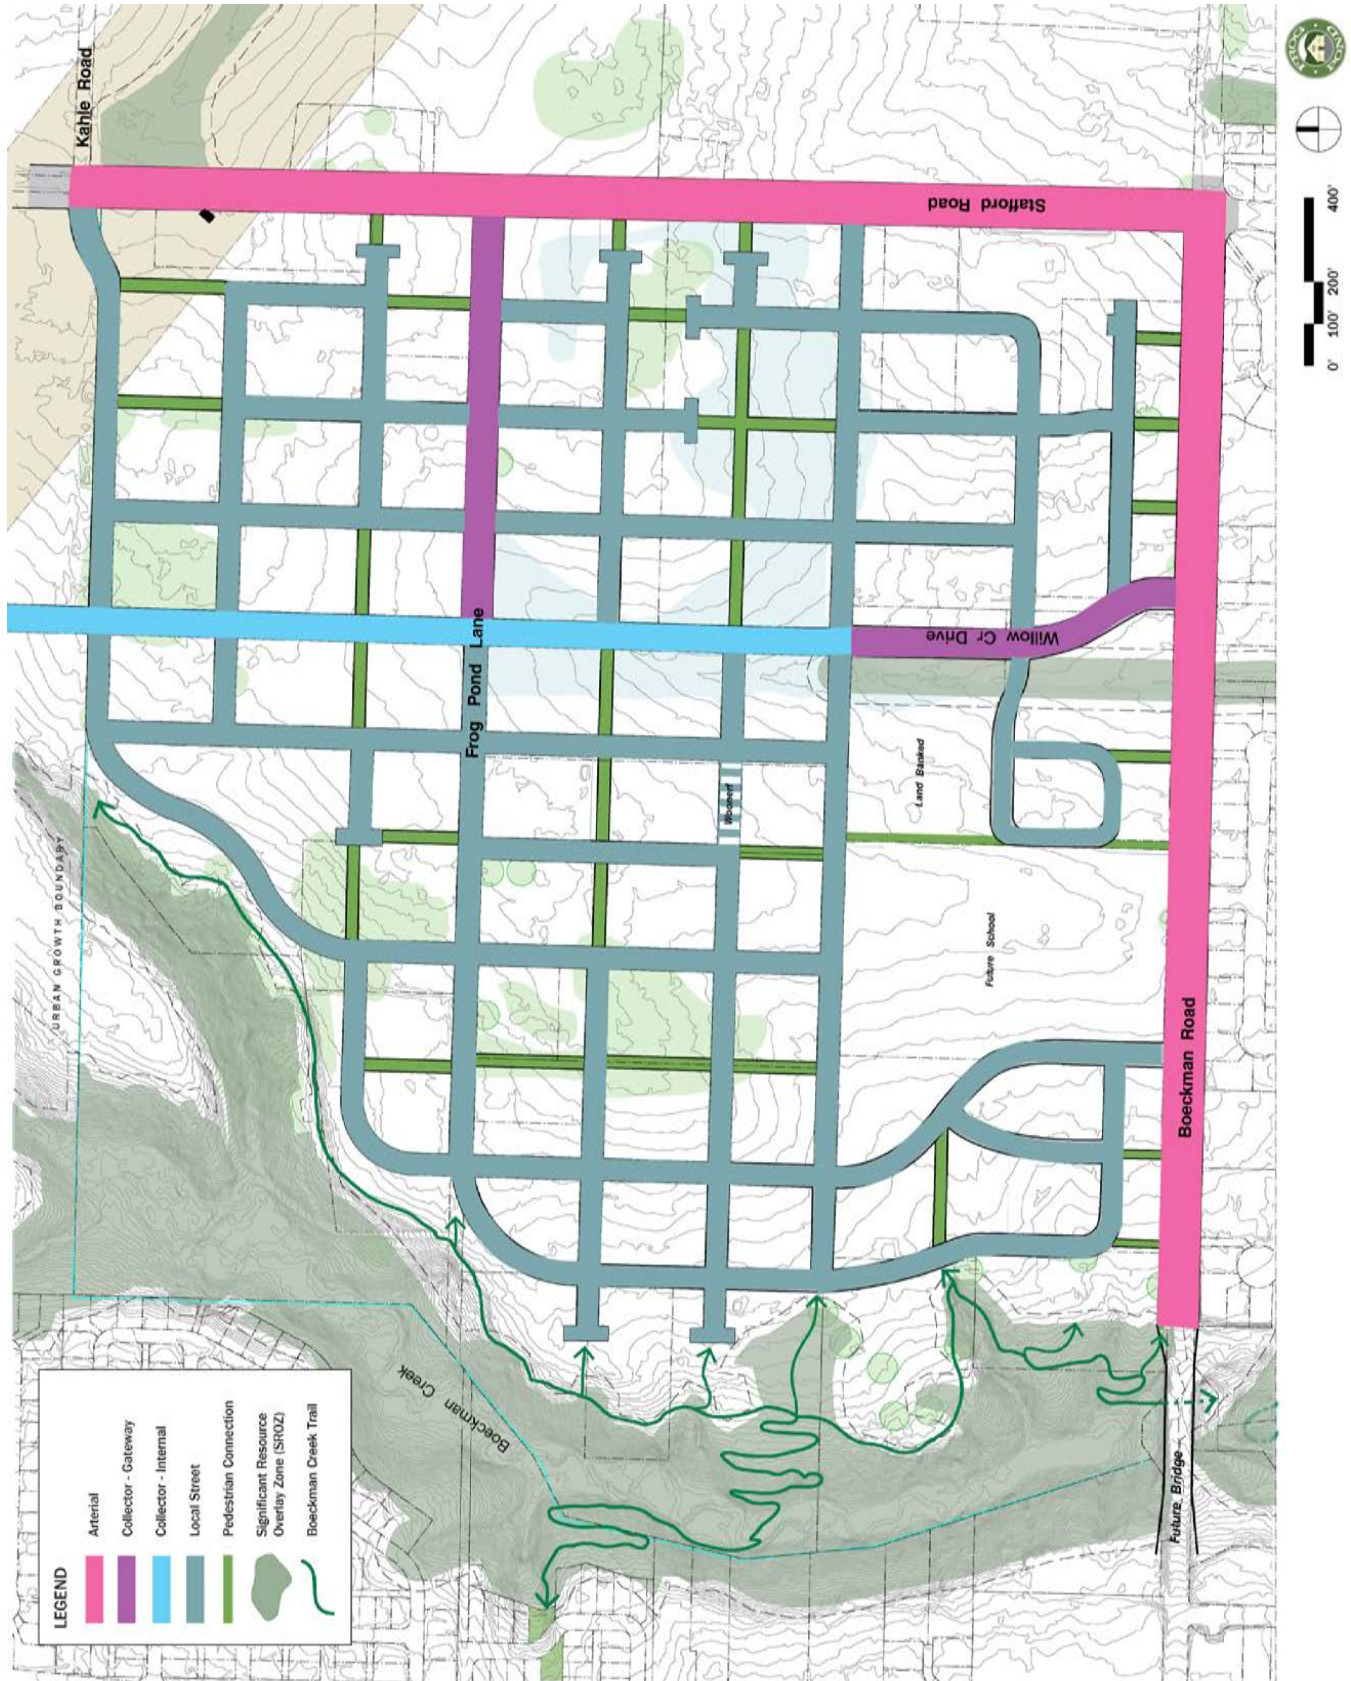 Kahle Road
Stafford Road
Frog Pond Lane
Willow Cr Drive
Land Banked
Woonerf
Future School
URBAN GROWTH BOUNDARY
Boeckman Road
Boeckman Creek
Future Bridge
LEGEND
Arterial
Collector - Gateway
Collector - Internal
Local Street
Pedestrian Connection
Significant Resource
Overlay Zone (SROZ)
Boeckman Creek Trail
0' 100' 200' 400'
FROG POND